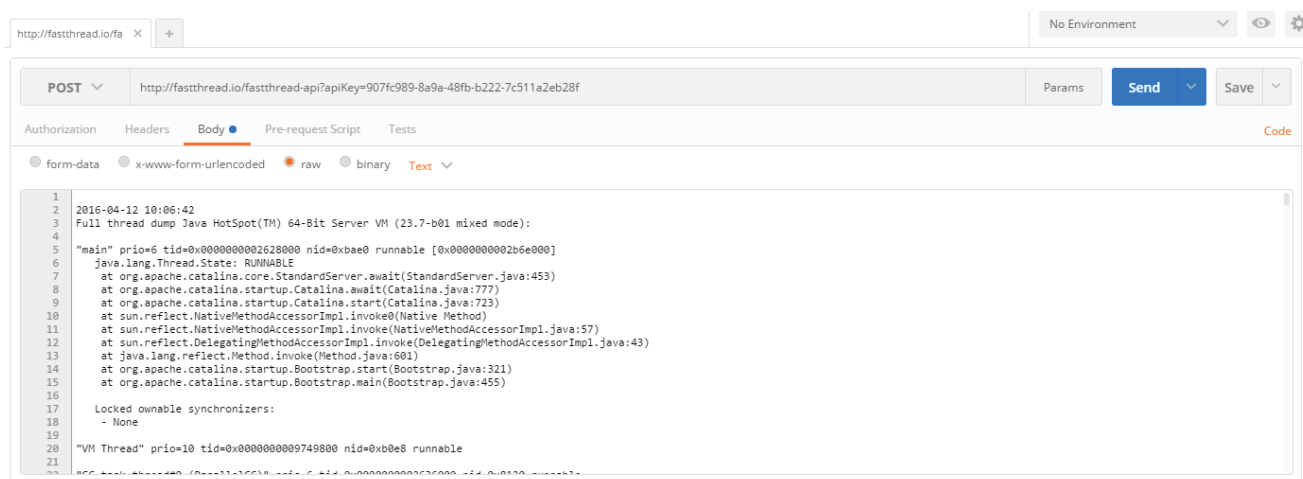 http://fastthread.io/fa × +
No Environment
POST http://fastthread.io/fastthread-api?apiKey=907fc989-8a9a-48fb-b222-7c511a2eb28f Params Send Save
Authorization Headers Body Pre-request Script Tests Code
form-data x-www-form-urlencoded raw binary Text
1
2 2016-04-12 10:06:42
3 Full thread dump Java HotSpot(TM) 64-Bit Server VM (23.7-b01 mixed mode):
4
5 "main" prio=6 tid=0x0000000002628000 nid=0xbae0 runnable [0x0000000002b6e000]
6 java.lang.Thread.State: RUNNABLE
7 at org.apache.catalina.core.StandardServer.await(StandardServer.java:453)
8 at org.apache.catalina.startup.Catalina.await(Catalina.java:777)
9 at org.apache.catalina.startup.Catalina.start(Catalina.java:723)
10 at sun.reflect.NativeMethodAccessorImpl.invoke0(Native Method)
11 at sun.reflect.NativeMethodAccessorImpl.invoke(NativeMethodAccessorImpl.java:57)
12 at sun.reflect.DelegatingMethodAccessorImpl.invoke(DelegatingMethodAccessorImpl.java:43)
13 at java.lang.reflect.Method.invoke(Method.java:601)
14 at org.apache.catalina.startup.Bootstrap.start(Bootstrap.java:321)
15 at org.apache.catalina.startup.Bootstrap.main(Bootstrap.java:455)
16
17 Locked ownable synchronizers:
18 - None
19
20 "VM Thread" prio=10 tid=0x0000000009749800 nid=0xb0e8 runnable
21